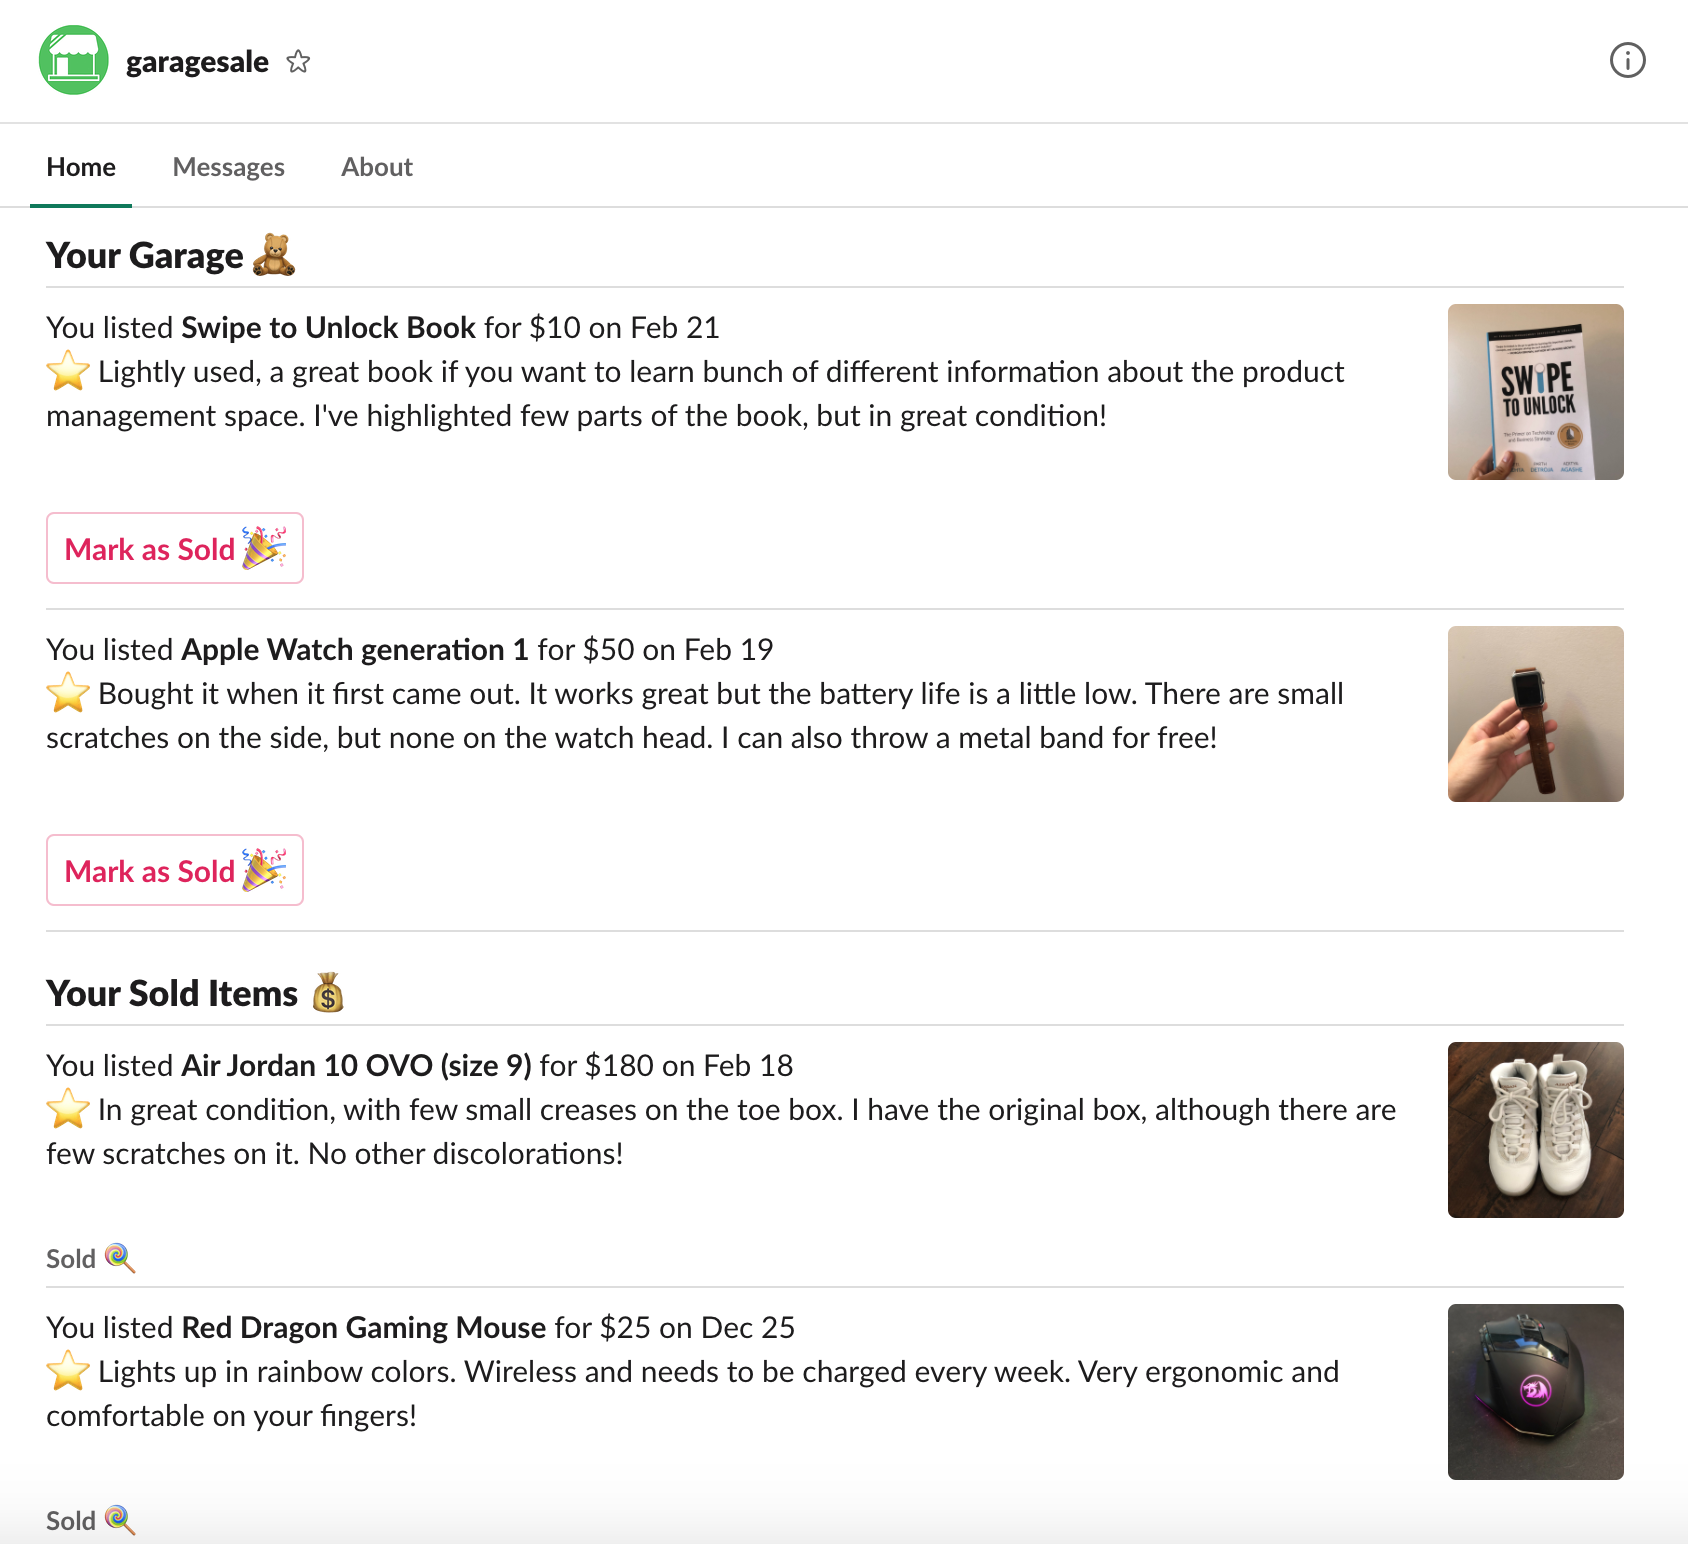 garagesale
Home Messages About
Your Garage
You listed Swipe to Unlock Book for $10 on Feb 21
Lightly used, a great book if you want to learn bunch of different information about the product
management space. I've highlighted few parts of the book, but in great condition!
SWIPE
TO UNLOCK
The Primer on Technology
and Business Strategy
DETROJA AGASHE
Mark as Sold
You listed Apple Watch generation 1 for $50 on Feb 19
Bought it when it first came out. It works great but the battery life is a little low. There are small
scratches on the side, but none on the watch head. I can also throw a metal band for free!
Mark as Sold
Your Sold Items
You listed Air Jordan 10 OVO (size 9) for $180 on Feb 18
In great condition, with few small creases on the toe box. I have the original box, although there are
few scratches on it. No other discolorations!
Sold
You listed Red Dragon Gaming Mouse for $25 on Dec 25
Lights up in rainbow colors. Wireless and needs to be charged every week. Very ergonomic and
comfortable on your fingers!
Sold